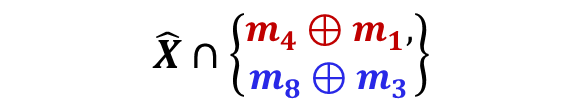 X̂ ∩ {m₄ ⊕ m₁,
m₈ ⊕ m₃}